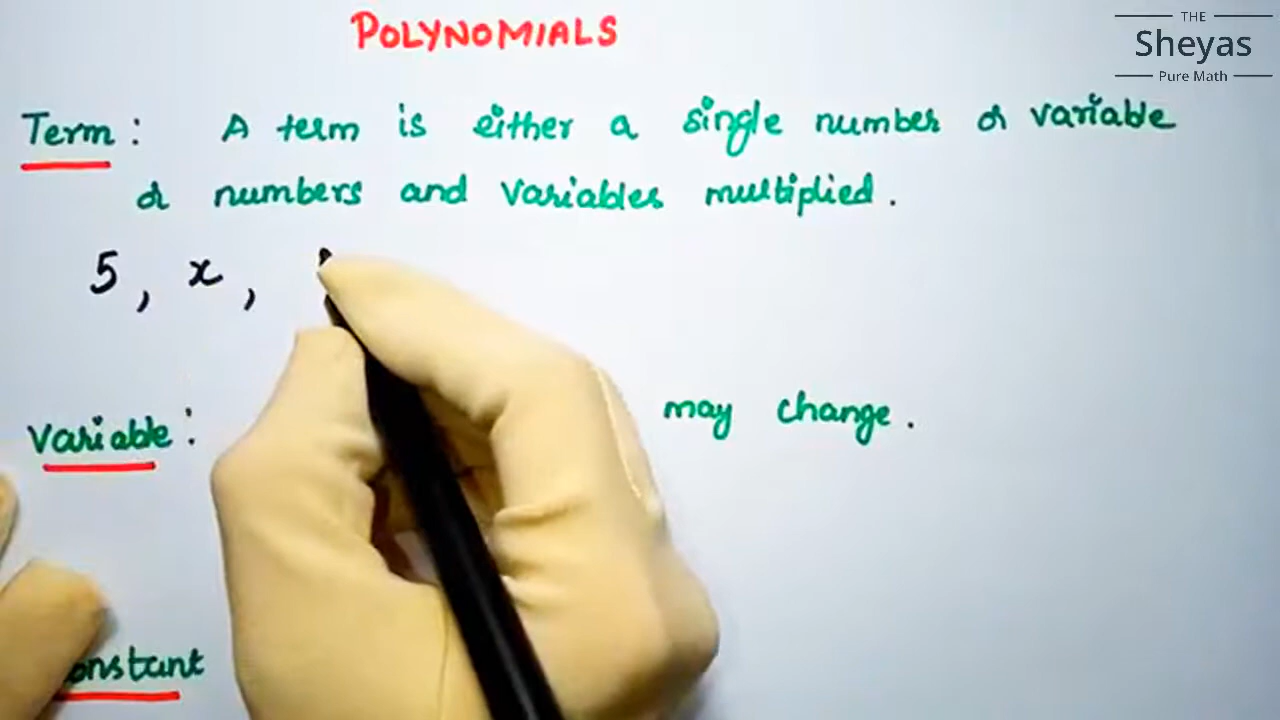 POLYNOMIALS
THE
Sheyas
Pure Math
Term : A term is either a single number or variable
or numbers and variables multiplied .
5 , x ,
Variable : may change .
onstant